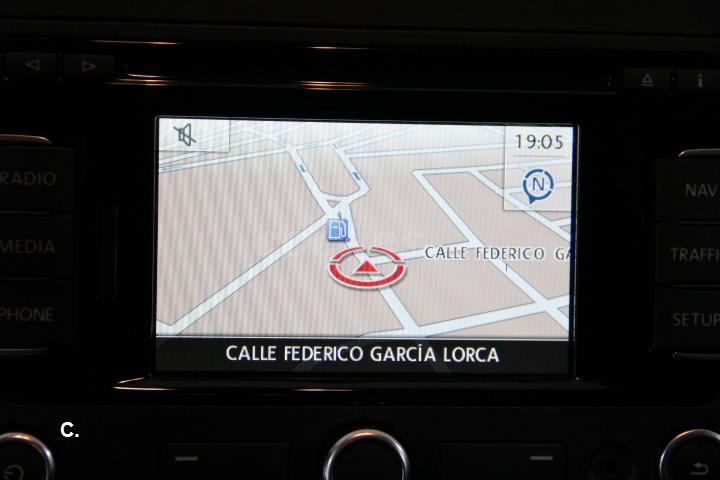 RADIO
MEDIA
PHONE
19:05
N
CALLE FEDERICO GA
CALLE FEDERICO GARCÍA LORCA
NAV
TRAFFI
SETUP
i
C.